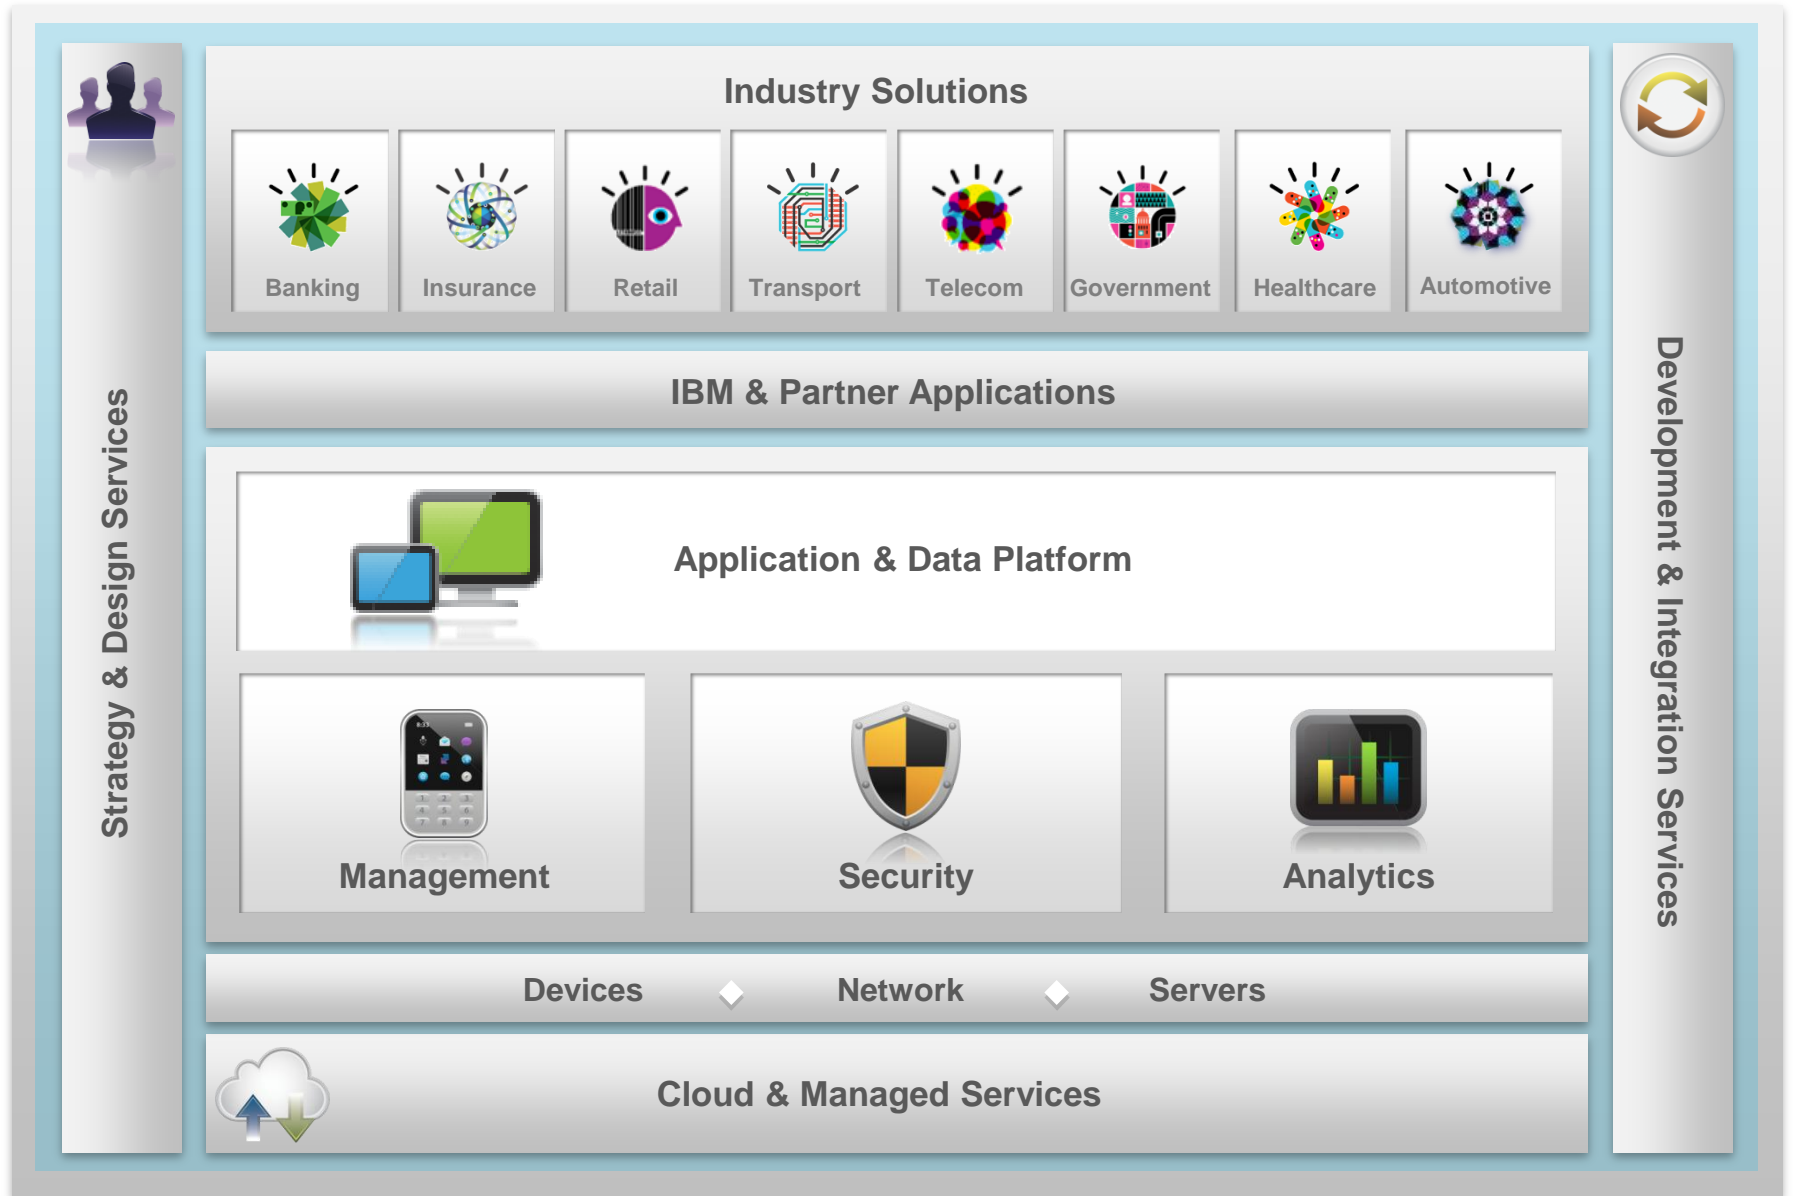 Industry Solutions
Banking
Insurance
Retail
Transport
Telecom
Government
Healthcare
Automotive
IBM & Partner Applications
Strategy & Design Services
Development & Integration Services
Application & Data Platform
Management
Security
Analytics
Devices
Network
Servers
Cloud & Managed Services